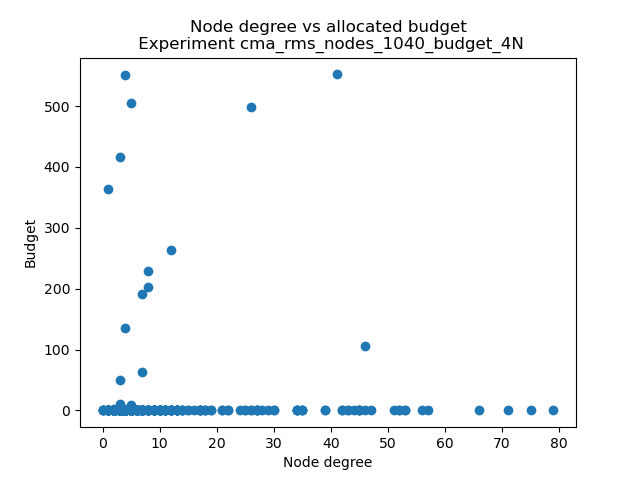 Node degree vs allocated budget
Experiment cma_rms_nodes_1040_budget_4N
500
400
300
200
100
0
Budget
0 10 20 30 40 50 60 70 80
Node degree